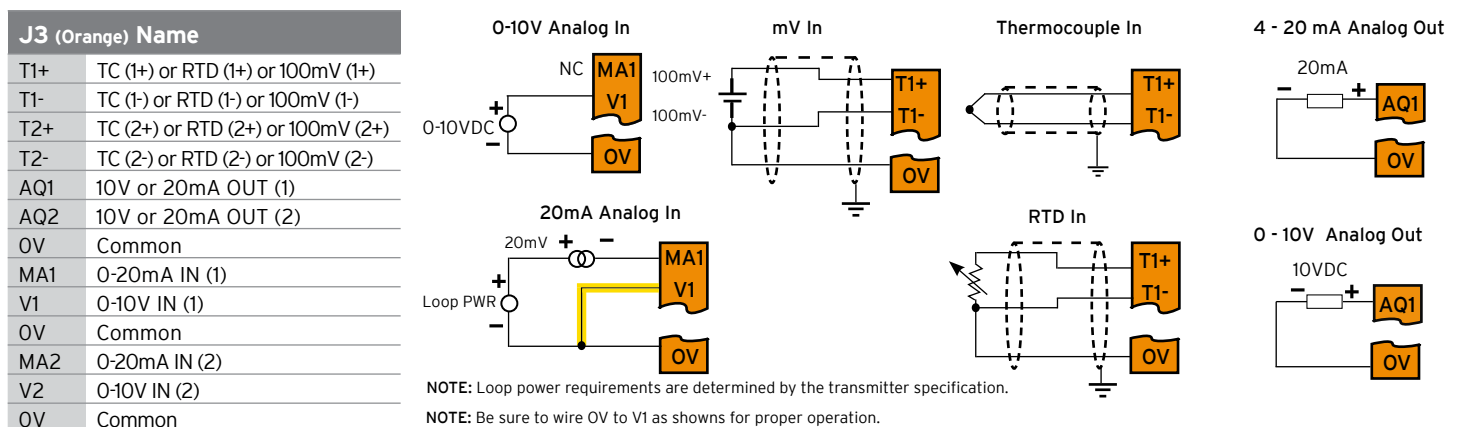 J3 (Orange) Name
T1+ TC (1+) or RTD (1+) or 100mV (1+)
T1- TC (1-) or RTD (1-) or 100mV (1-)
T2+ TC (2+) or RTD (2+) or 100mV (2+)
T2- TC (2-) or RTD (2-) or 100mV (2-)
AQ1 10V or 20mA OUT (1)
AQ2 10V or 20mA OUT (2)
0V Common
MA1 0-20mA IN (1)
V1 0-10V IN (1)
0V Common
MA2 0-20mA IN (2)
V2 0-10V IN (2)
0V Common
0-10V Analog In
NC MA1
V1
+
0-10VDC
−
0V
mV In
100mV+
100mV-
T1+
T1-
0V
Thermocouple In
T1+
T1-
4 - 20 mA Analog Out
20mA
− +
AQ1
0V
20mA Analog In
20mV + −
MA1
V1
+
Loop PWR
−
0V
RTD In
T1+
T1-
0V
0 - 10V Analog Out
10VDC
− +
AQ1
0V
NOTE: Loop power requirements are determined by the transmitter specification.
NOTE: Be sure to wire 0V to V1 as showns for proper operation.